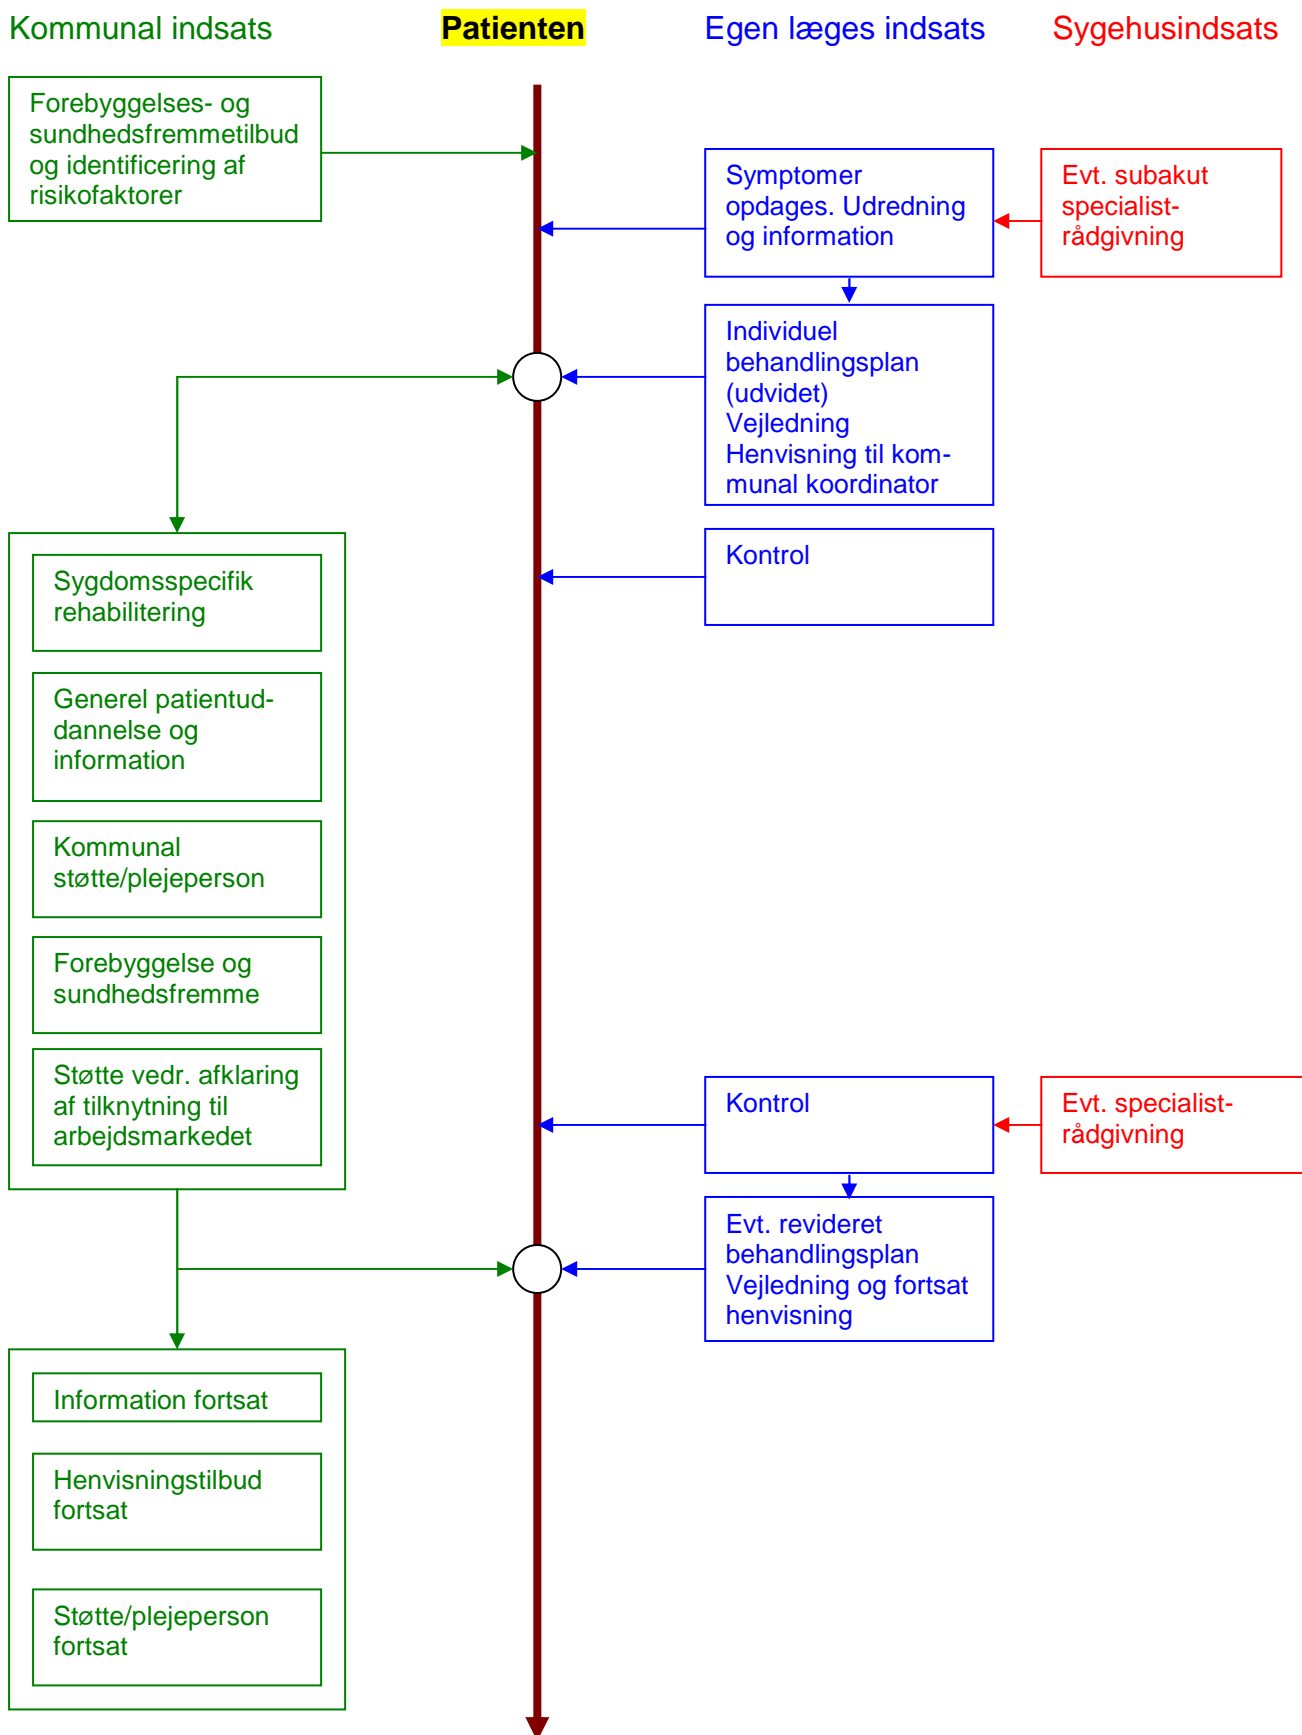 Kommunal indsats
Patienten
Egen læges indsats
Sygehusindsats
Forebyggelses- og
sundhedsfremmetilbud
og identificering af
risikofaktorer
Symptomer
opdages. Udredning
og information
Evt. subakut
specialist-
rådgivning
Individuel
behandlingsplan
(udvidet)
Vejledning
Henvisning til kom-
munal koordinator
Kontrol
Sygdomsspecifik
rehabilitering
Generel patientud-
dannelse og
information
Kommunal
støtte/plejeperson
Forebyggelse og
sundhedsfremme
Støtte vedr. afklaring
af tilknytning til
arbejdsmarkedet
Kontrol
Evt. specialist-
rådgivning
Evt. revideret
behandlingsplan
Vejledning og fortsat
henvisning
Information fortsat
Henvisningstilbud
fortsat
Støtte/plejeperson
fortsat